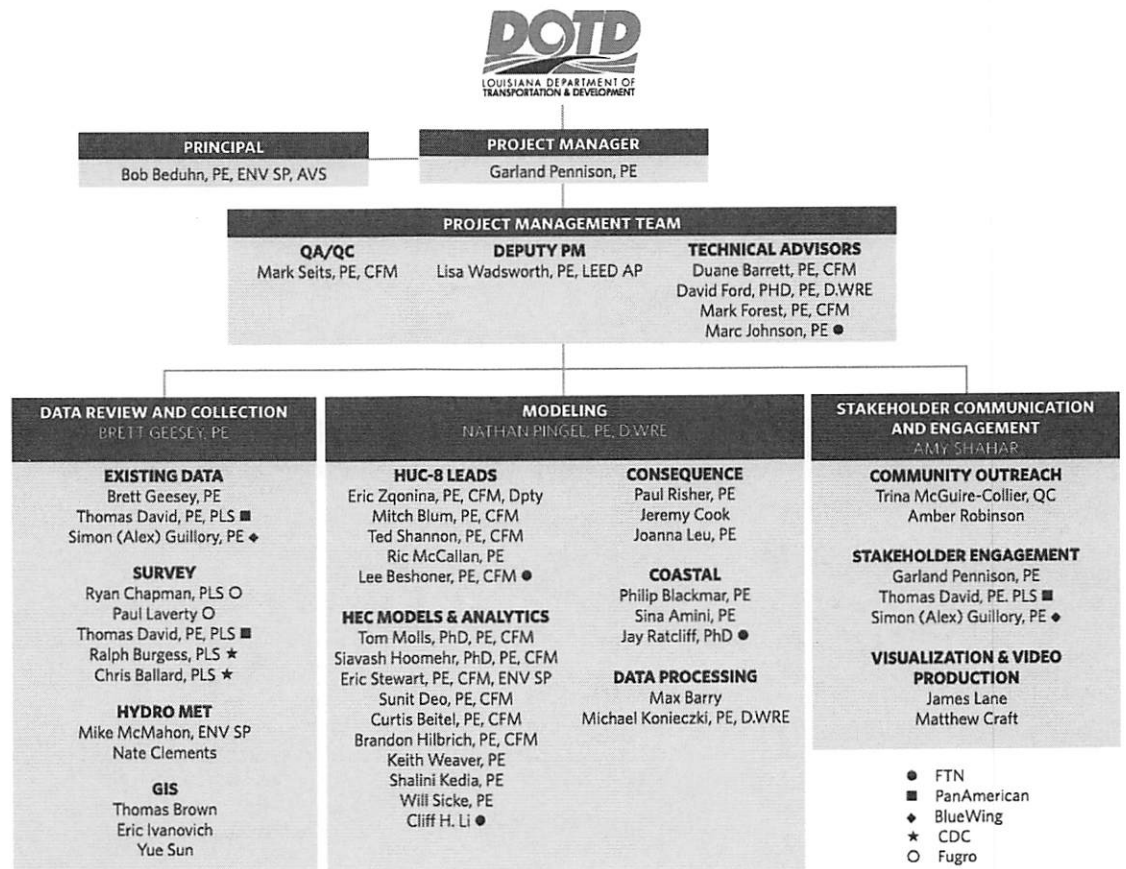 DOTD
LOUISIANA DEPARTMENT OF
TRANSPORTATION & DEVELOPMENT
PRINCIPAL
Bob Beduhn, PE, ENV SP, AVS
PROJECT MANAGER
Garland Pennison, PE
PROJECT MANAGEMENT TEAM
QA/QC
Mark Seits, PE, CFM
DEPUTY PM
Lisa Wadsworth, PE, LEED AP
TECHNICAL ADVISORS
Duane Barrett, PE, CFM
David Ford, PHD, PE, D.WRE
Mark Forest, PE, CFM
Marc Johnson, PE ●
DATA REVIEW AND COLLECTION
BRETT GEESEY, PE
EXISTING DATA
Brett Geesey, PE
Thomas David, PE, PLS ■
Simon (Alex) Guillory, PE ◆
SURVEY
Ryan Chapman, PLS O
Paul Laverty O
Thomas David, PE, PLS ■
Ralph Burgess, PLS ★
Chris Ballard, PLS ★
HYDRO MET
Mike McMahon, ENV SP
Nate Clements
GIS
Thomas Brown
Eric Ivanovich
Yue Sun
MODELING
NATHAN PINGEL, PE, D.WRE
HUC-8 LEADS
Eric Zqonina, PE, CFM, Dpty
Mitch Blum, PE, CFM
Ted Shannon, PE, CFM
Ric McCallan, PE
Lee Beshoner, PE, CFM ●
HEC MODELS & ANALYTICS
Tom Molls, PhD, PE, CFM
Siavash Hoomehr, PhD, PE, CFM
Eric Stewart, PE, CFM, ENV SP
Sunit Deo, PE, CFM
Curtis Beitel, PE, CFM
Brandon Hilbrich, PE, CFM
Keith Weaver, PE
Shalini Kedia, PE
Will Sicke, PE
Cliff H. Li ●
CONSEQUENCE
Paul Risher, PE
Jeremy Cook
Joanna Leu, PE
COASTAL
Philip Blackmar, PE
Sina Amini, PE
Jay Ratcliff, PhD ●
DATA PROCESSING
Max Barry
Michael Konieczki, PE, D.WRE
STAKEHOLDER COMMUNICATION
AND ENGAGEMENT
AMY SHAHAR
COMMUNITY OUTREACH
Trina McGuire-Collier, QC
Amber Robinson
STAKEHOLDER ENGAGEMENT
Garland Pennison, PE
Thomas David, PE. PLS ■
Simon (Alex) Guillory, PE ◆
VISUALIZATION & VIDEO
PRODUCTION
James Lane
Matthew Craft
● FTN
■ PanAmerican
◆ BlueWing
★ CDC
O Fugro